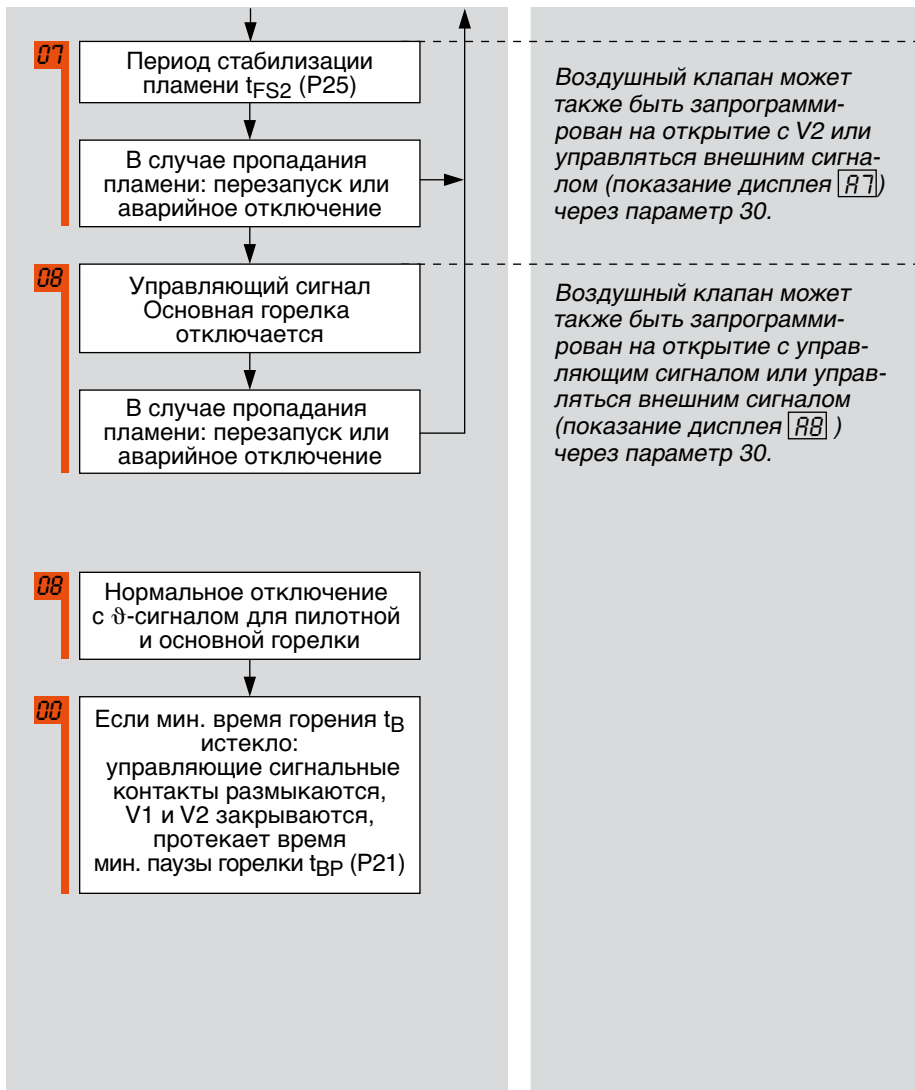 07
Период стабилизации
пламени tFS2 (P25)
В случае пропадания
пламени: перезапуск или
аварийное отключение
08
Управляющий сигнал
Основная горелка
отключается
В случае пропадания
пламени: перезапуск или
аварийное отключение
08
Нормальное отключение
с ϑ-сигналом для пилотной
и основной горелки
00
Если мин. время горения tB
истекло:
управляющие сигнальные
контакты размыкаются,
V1 и V2 закрываются,
протекает время
мин. паузы горелки tBP (P21)
Воздушный клапан может
также быть запрограмми-
рован на открытие с V2 или
управляться внешним сигна-
лом (показание дисплея A7)
через параметр 30.
Воздушный клапан может
также быть запрограмми-
рован на открытие с управ-
ляющим сигналом или управ-
ляться внешним сигналом
(показание дисплея A8 )
через параметр 30.